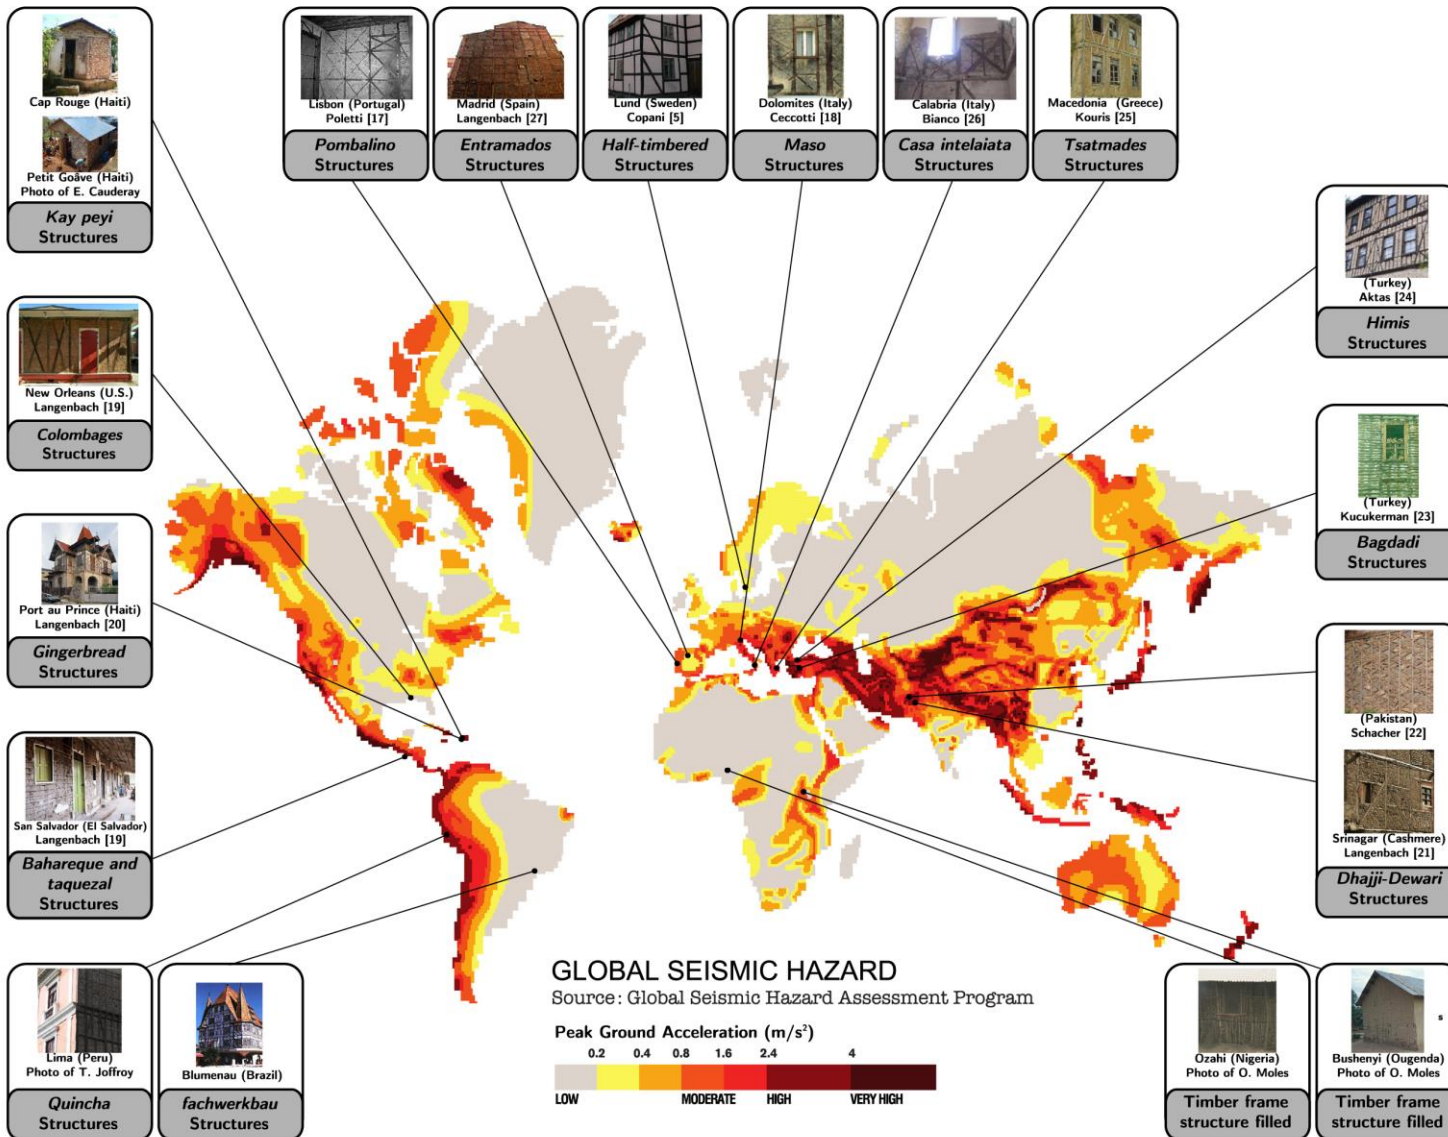 Cap Rouge (Haiti)
Petit Goâve (Haiti)
Photo of E. Cauderay
Kay peyi
Structures
Lisbon (Portugal)
Poletti [17]
Pombalino
Structures
Madrid (Spain)
Langenbach [27]
Entramados
Structures
Lund (Sweden)
Copani [5]
Half-timbered
Structures
Dolomites (Italy)
Ceccotti [18]
Maso
Structures
Calabria (Italy)
Bianco [26]
Casa intelaiata
Structures
Macedonia (Greece)
Kouris [25]
Tsatmades
Structures
(Turkey)
Aktas [24]
Himis
Structures
New Orleans (U.S.)
Langenbach [19]
Colombages
Structures
(Turkey)
Kucukerman [23]
Bagdadi
Structures
Port au Prince (Haiti)
Langenbach [20]
Gingerbread
Structures
(Pakistan)
Schacher [22]
Srinagar (Cashmere)
Langenbach [21]
Dhajji-Dewari
Structures
San Salvador (El Salvador)
Langenbach [19]
Bahareque and
taquezal
Structures
Lima (Peru)
Photo of T. Joffroy
Quincha
Structures
Blumenau (Brazil)
fachwerkbau
Structures
GLOBAL SEISMIC HAZARD
Source: Global Seismic Hazard Assessment Program
Peak Ground Acceleration (m/s²)
0.2 0.4 0.8 1.6 2.4 4
LOW MODERATE HIGH VERY HIGH
Ozahi (Nigeria)
Photo of O. Moles
Timber frame
structure filled
Bushenyi (Ougenda)
Photo of O. Moles
Timber frame
structure filled
s